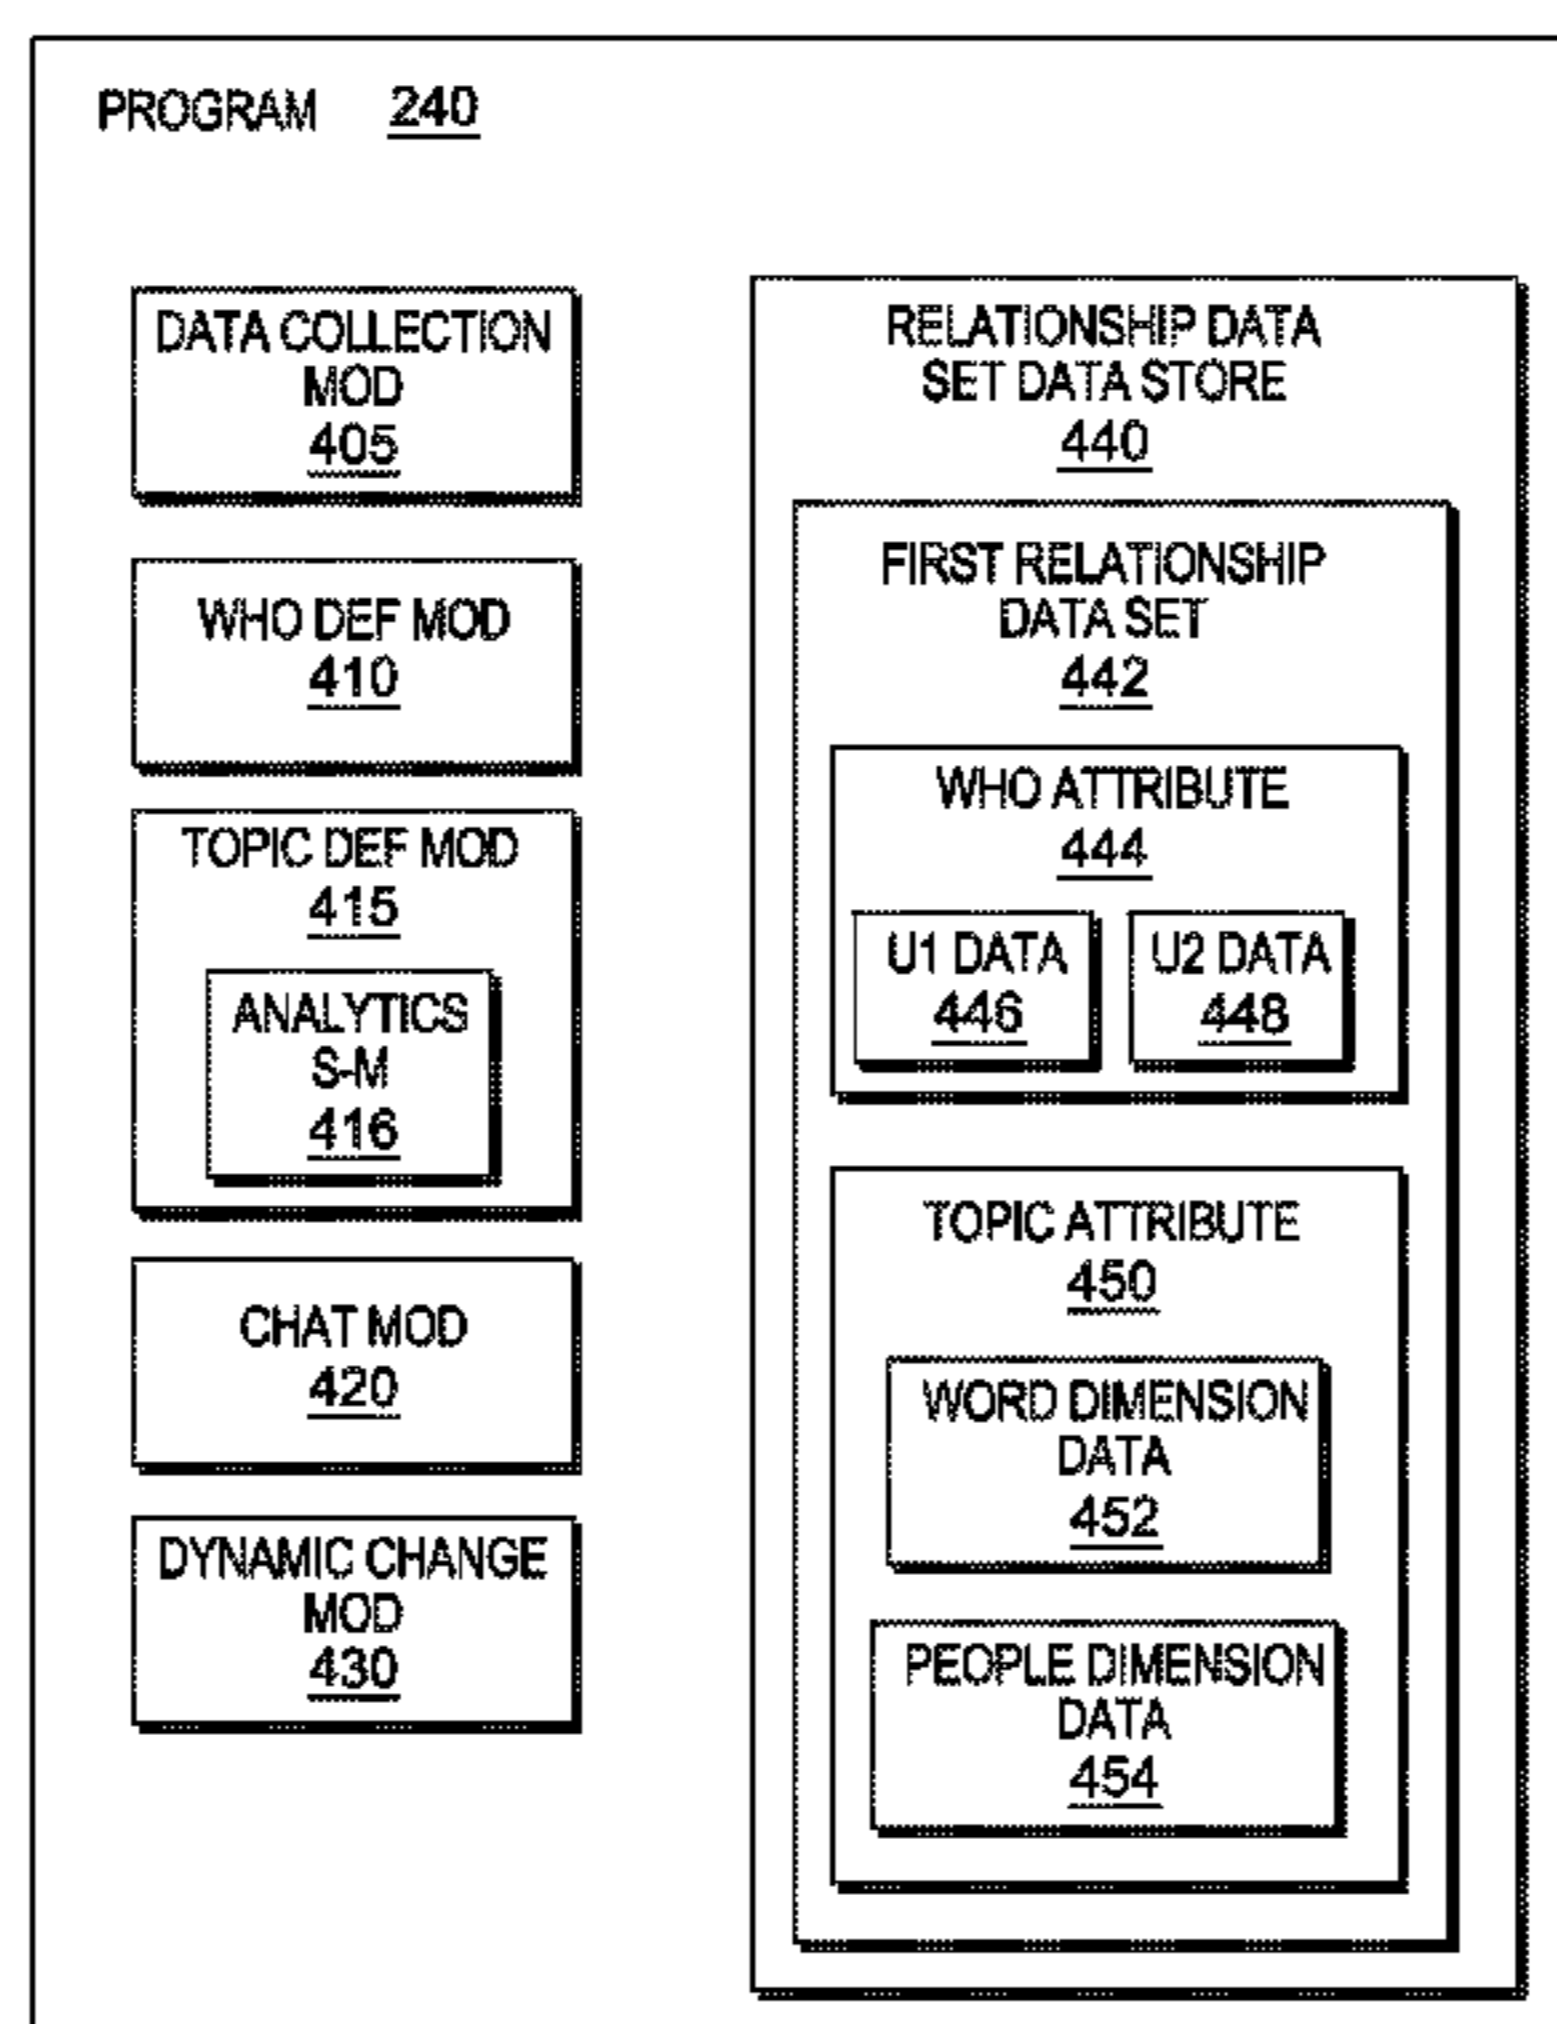 PROGRAM 240
DATA COLLECTION
MOD
405
WHO DEF MOD
410
TOPIC DEF MOD
415
ANALYTICS
S-M
416
CHAT MOD
420
DYNAMIC CHANGE
MOD
430
RELATIONSHIP DATA
SET DATA STORE
440
FIRST RELATIONSHIP
DATA SET
442
WHO ATTRIBUTE
444
U1 DATA
446
U2 DATA
448
TOPIC ATTRIBUTE
450
WORD DIMENSION
DATA
452
PEOPLE DIMENSION
DATA
454